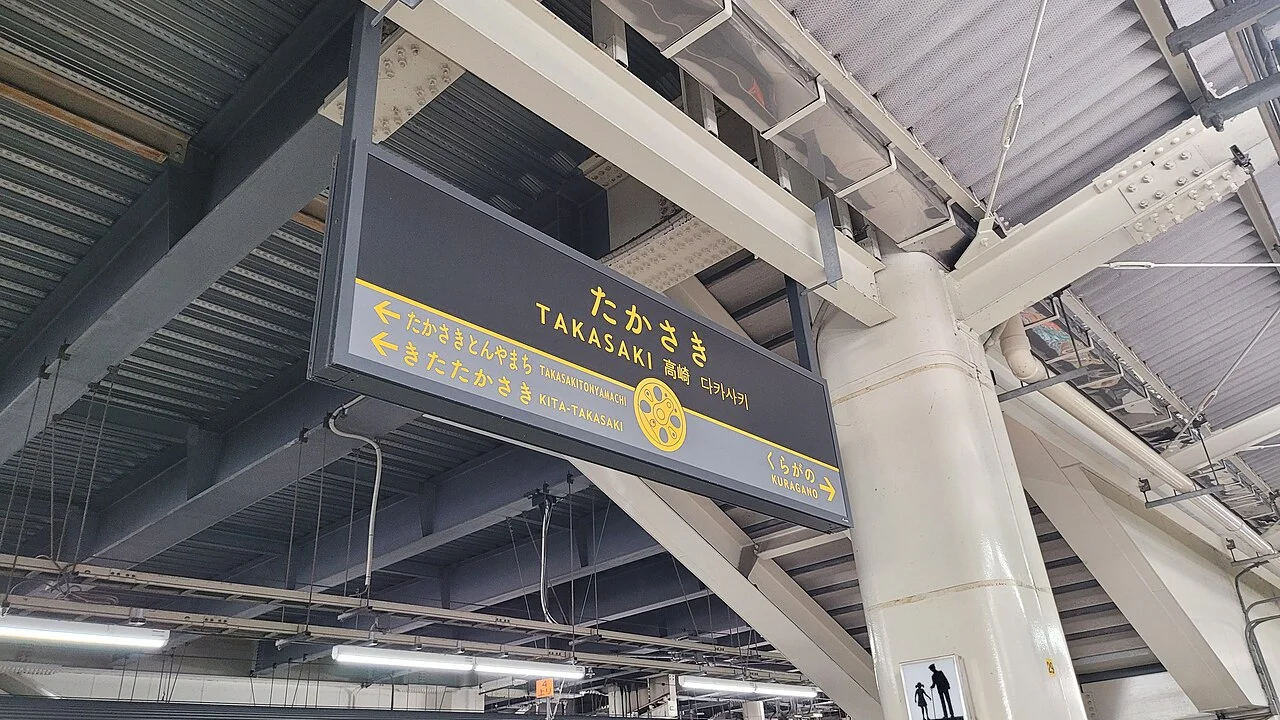 たかさき
TAKASAKI 高崎 다카사키
← たかさきとんやまち TAKASAKITONYAMACHI
← きたたかさき KITA-TAKASAKI
くらがの →
KURAGANO